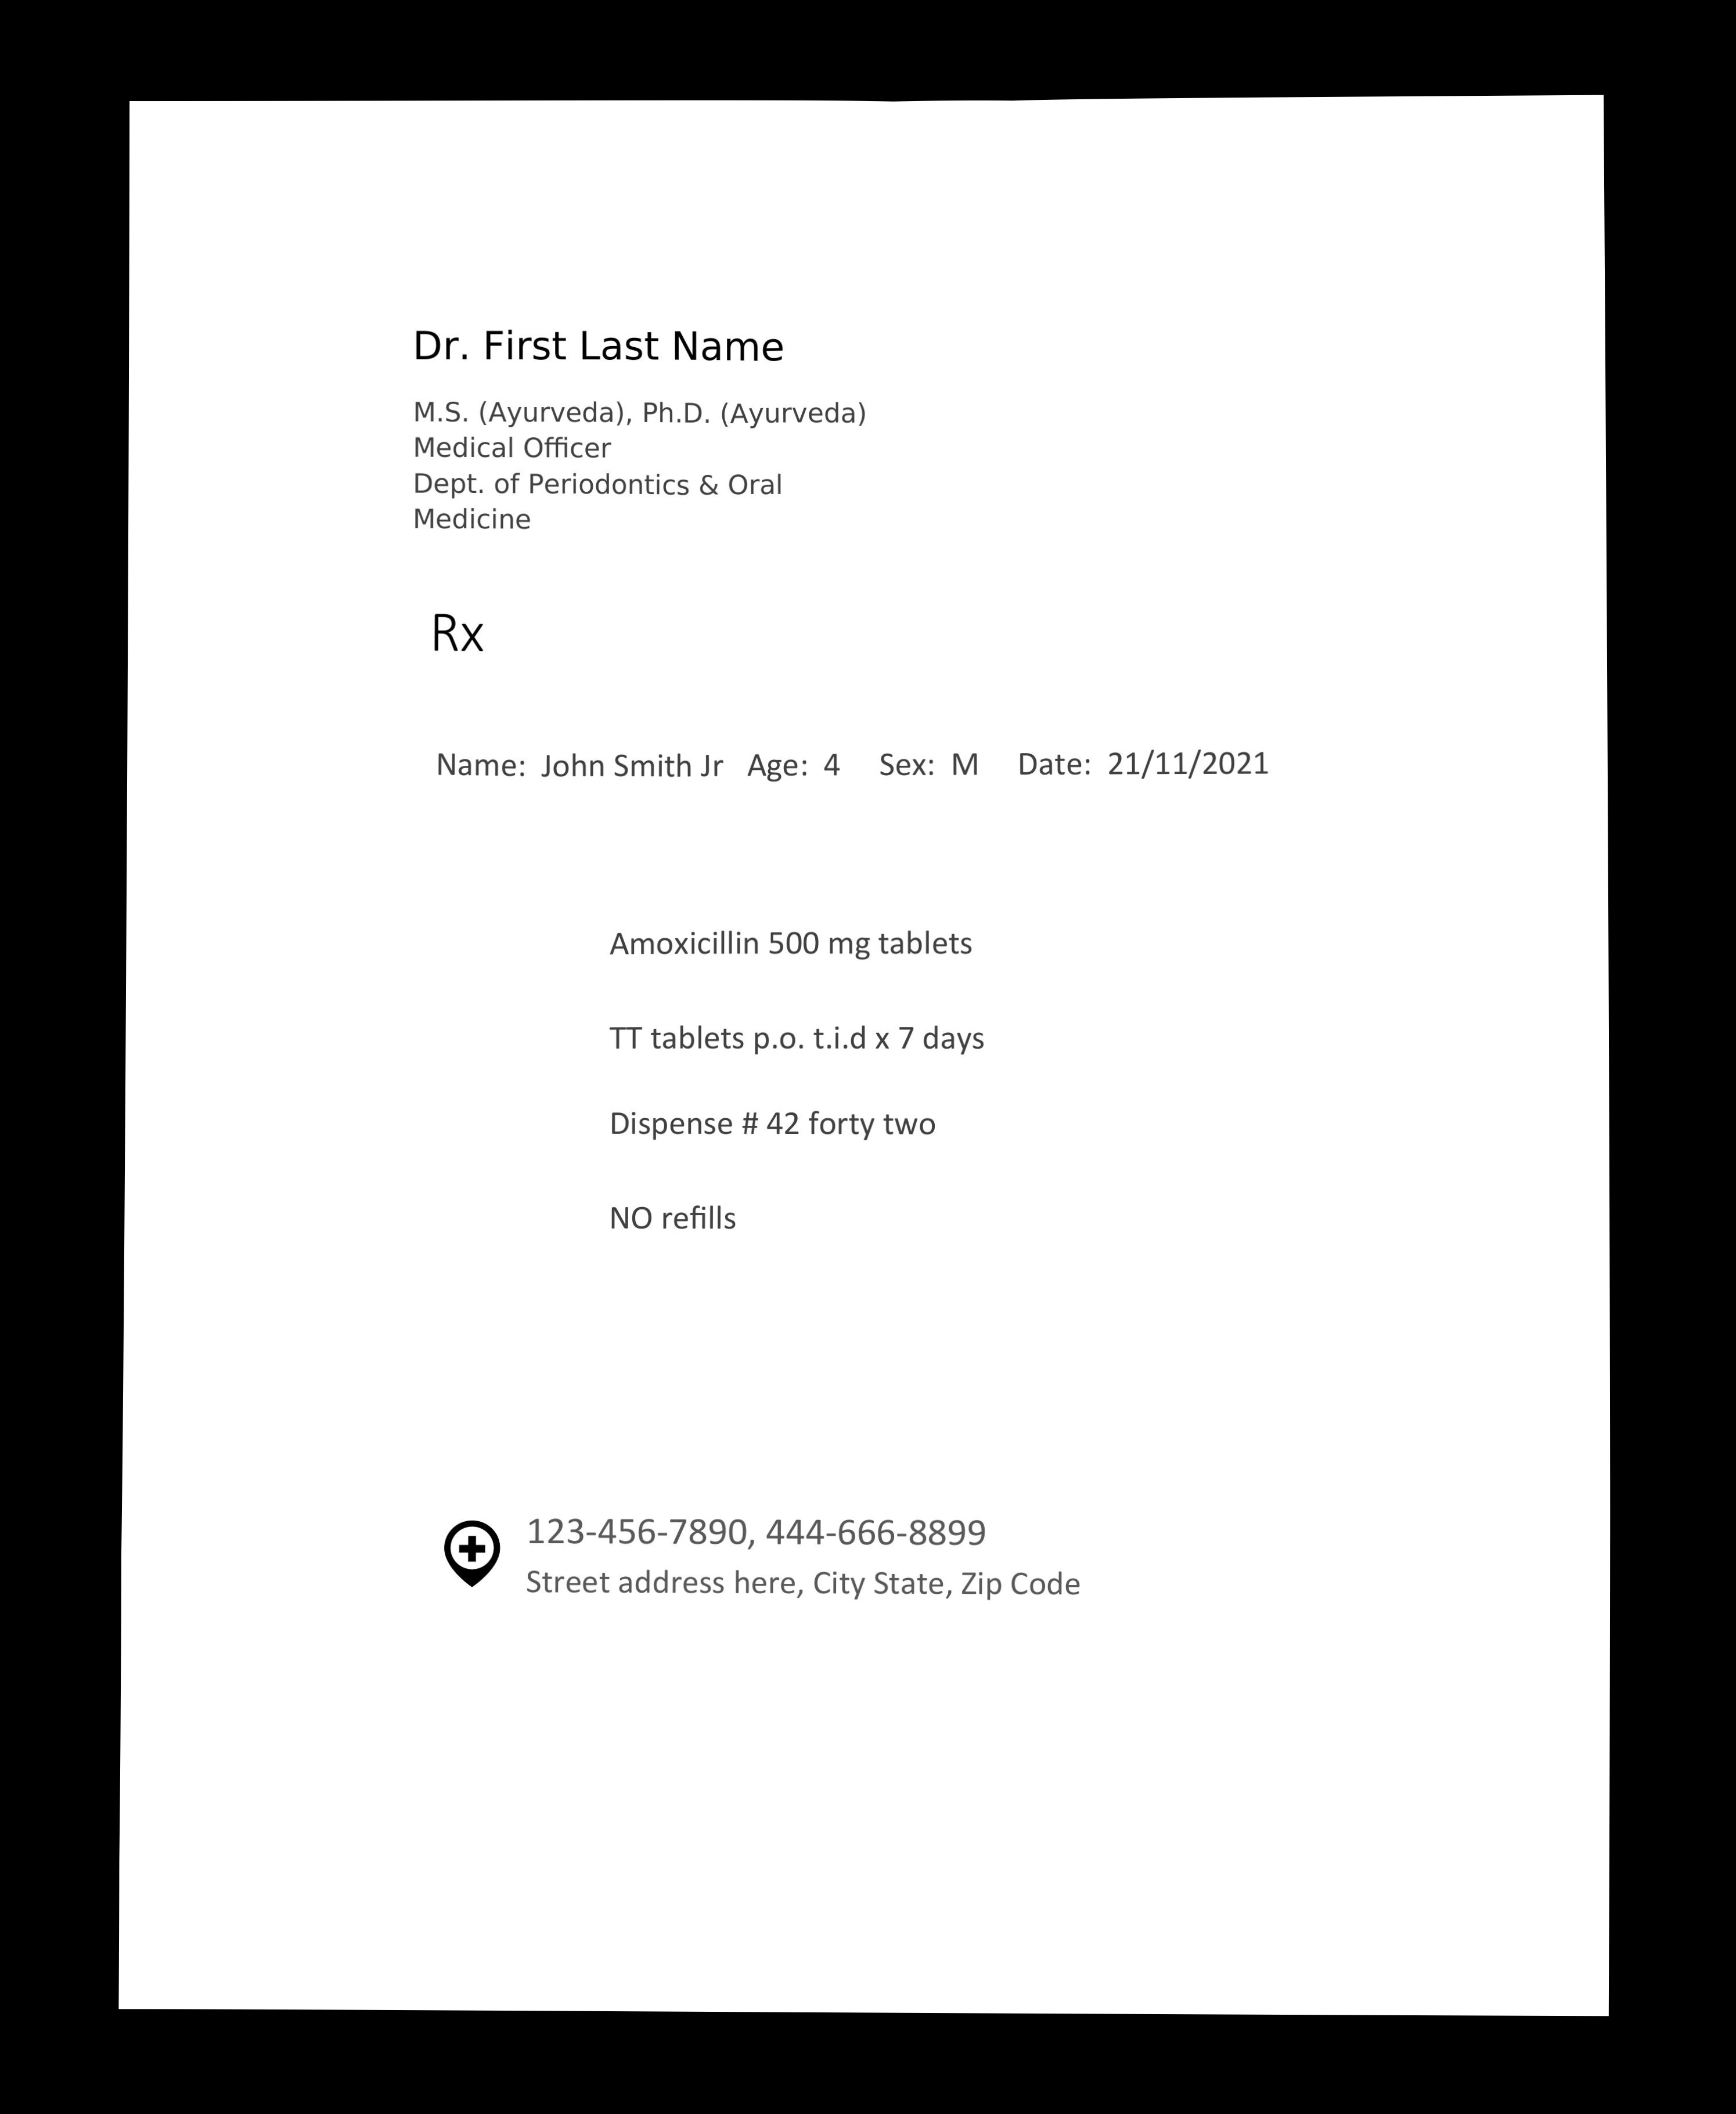 Dr. First Last Name
M.S. (Ayurveda), Ph.D. (Ayurveda)
Medical Officer
Dept. of Periodontics & Oral
Medicine
Rx
Name: John Smith Jr Age: 4 Sex: M Date: 21/11/2021
Amoxicillin 500 mg tablets
TT tablets p.o. t.i.d x 7 days
Dispense # 42 forty two
NO refills
123-456-7890, 444-666-8899
Street address here, City State, Zip Code